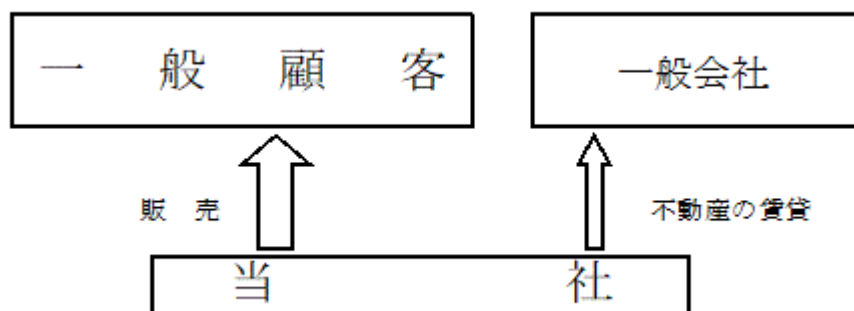 一般顧客
一般会社
販売
不動産の賃貸
当社